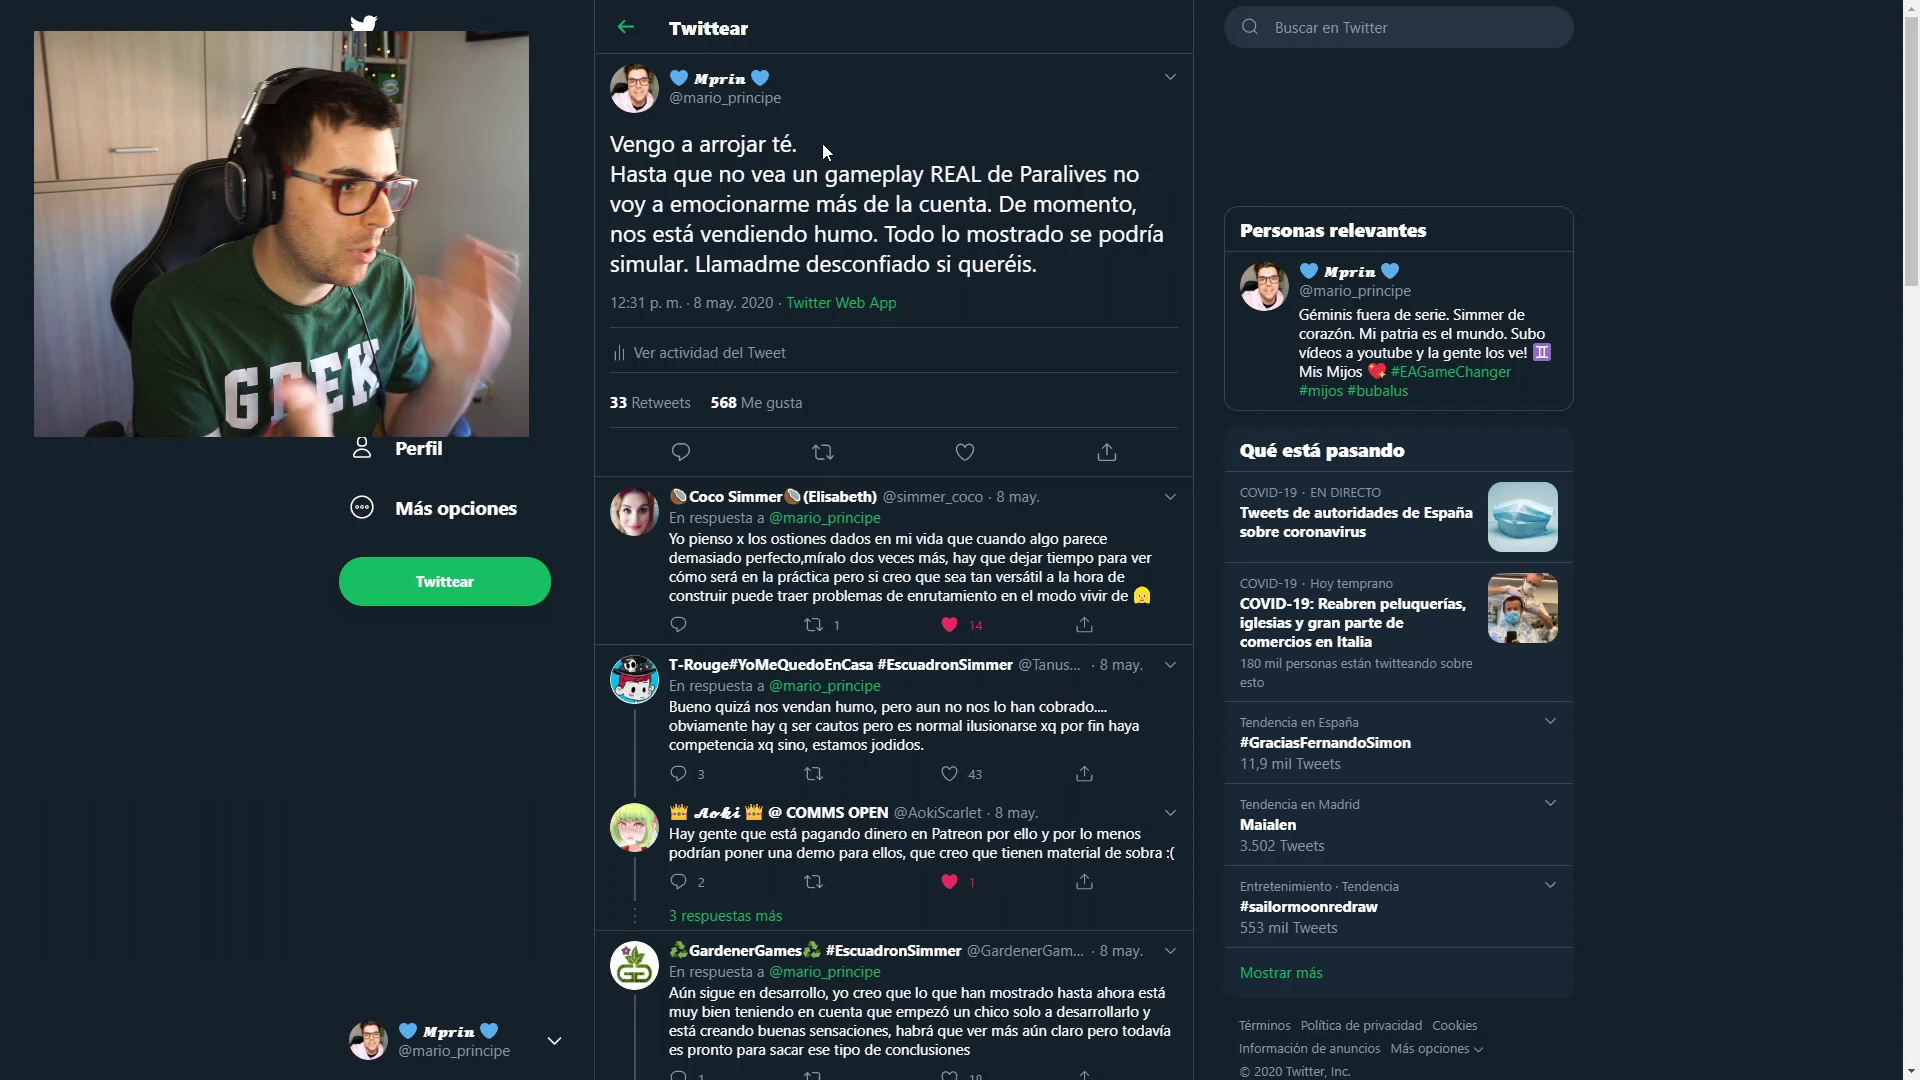 GEEK
Perfil
Más opciones
Twittear
Mprin
@mario_principe
Twittear
Mprin
@mario_principe
Vengo a arrojar té.
Hasta que no vea un gameplay REAL de Paralives no
voy a emocionarme más de la cuenta. De momento,
nos está vendiendo humo. Todo lo mostrado se podría
simular. Llamadme desconfiado si queréis.
12:31 p. m. · 8 may. 2020 · Twitter Web App
Ver actividad del Tweet
33 Retweets 568 Me gusta
Coco Simmer (Elisabeth) @simmer_coco · 8 may.
En respuesta a @mario_principe
Yo pienso x los ostiones dados en mi vida que cuando algo parece
demasiado perfecto,míralo dos veces más, hay que dejar tiempo para ver
cómo será en la práctica pero si creo que sea tan versátil a la hora de
construir puede traer problemas de enrutamiento en el modo vivir de
1 14
T-Rouge#YoMeQuedoEnCasa #EscuadronSimmer @Tanus... · 8 may.
En respuesta a @mario_principe
Bueno quizá nos vendan humo, pero aun no nos lo han cobrado....
obviamente hay q ser cautos pero es normal ilusionarse xq por fin haya
competencia xq sino, estamos jodidos.
3 43
Aoki @ COMMS OPEN @AokiScarlet · 8 may.
Hay gente que está pagando dinero en Patreon por ello y por lo menos
podrían poner una demo para ellos, que creo que tienen material de sobra :(
2 1
3 respuestas más
GardenerGames #EscuadronSimmer @GardenerGam... · 8 may.
En respuesta a @mario_principe
Aún sigue en desarrollo, yo creo que lo que han mostrado hasta ahora está
muy bien teniendo en cuenta que empezó un chico solo a desarrollarlo y
está creando buenas sensaciones, habrá que ver más aún claro pero todavía
es pronto para sacar ese tipo de conclusiones
Buscar en Twitter
Personas relevantes
Mprin
@mario_principe
Géminis fuera de serie. Simmer de
corazón. Mi patria es el mundo. Subo
vídeos a youtube y la gente los ve! ♊
Mis Mijos #EAGameChanger
#mijos #bubalus
Qué está pasando
COVID-19 · EN DIRECTO
Tweets de autoridades de España
sobre coronavirus
COVID-19 · Hoy temprano
COVID-19: Reabren peluquerías,
iglesias y gran parte de
comercios en Italia
180 mil personas están twitteando sobre
esto
Tendencia en España
#GraciasFernandoSimon
11,9 mil Tweets
Tendencia en Madrid
Maialen
3.502 Tweets
Entretenimiento · Tendencia
#sailormoonredraw
553 mil Tweets
Mostrar más
Términos Política de privacidad Cookies
Información de anuncios Más opciones
© 2020 Twitter, Inc.